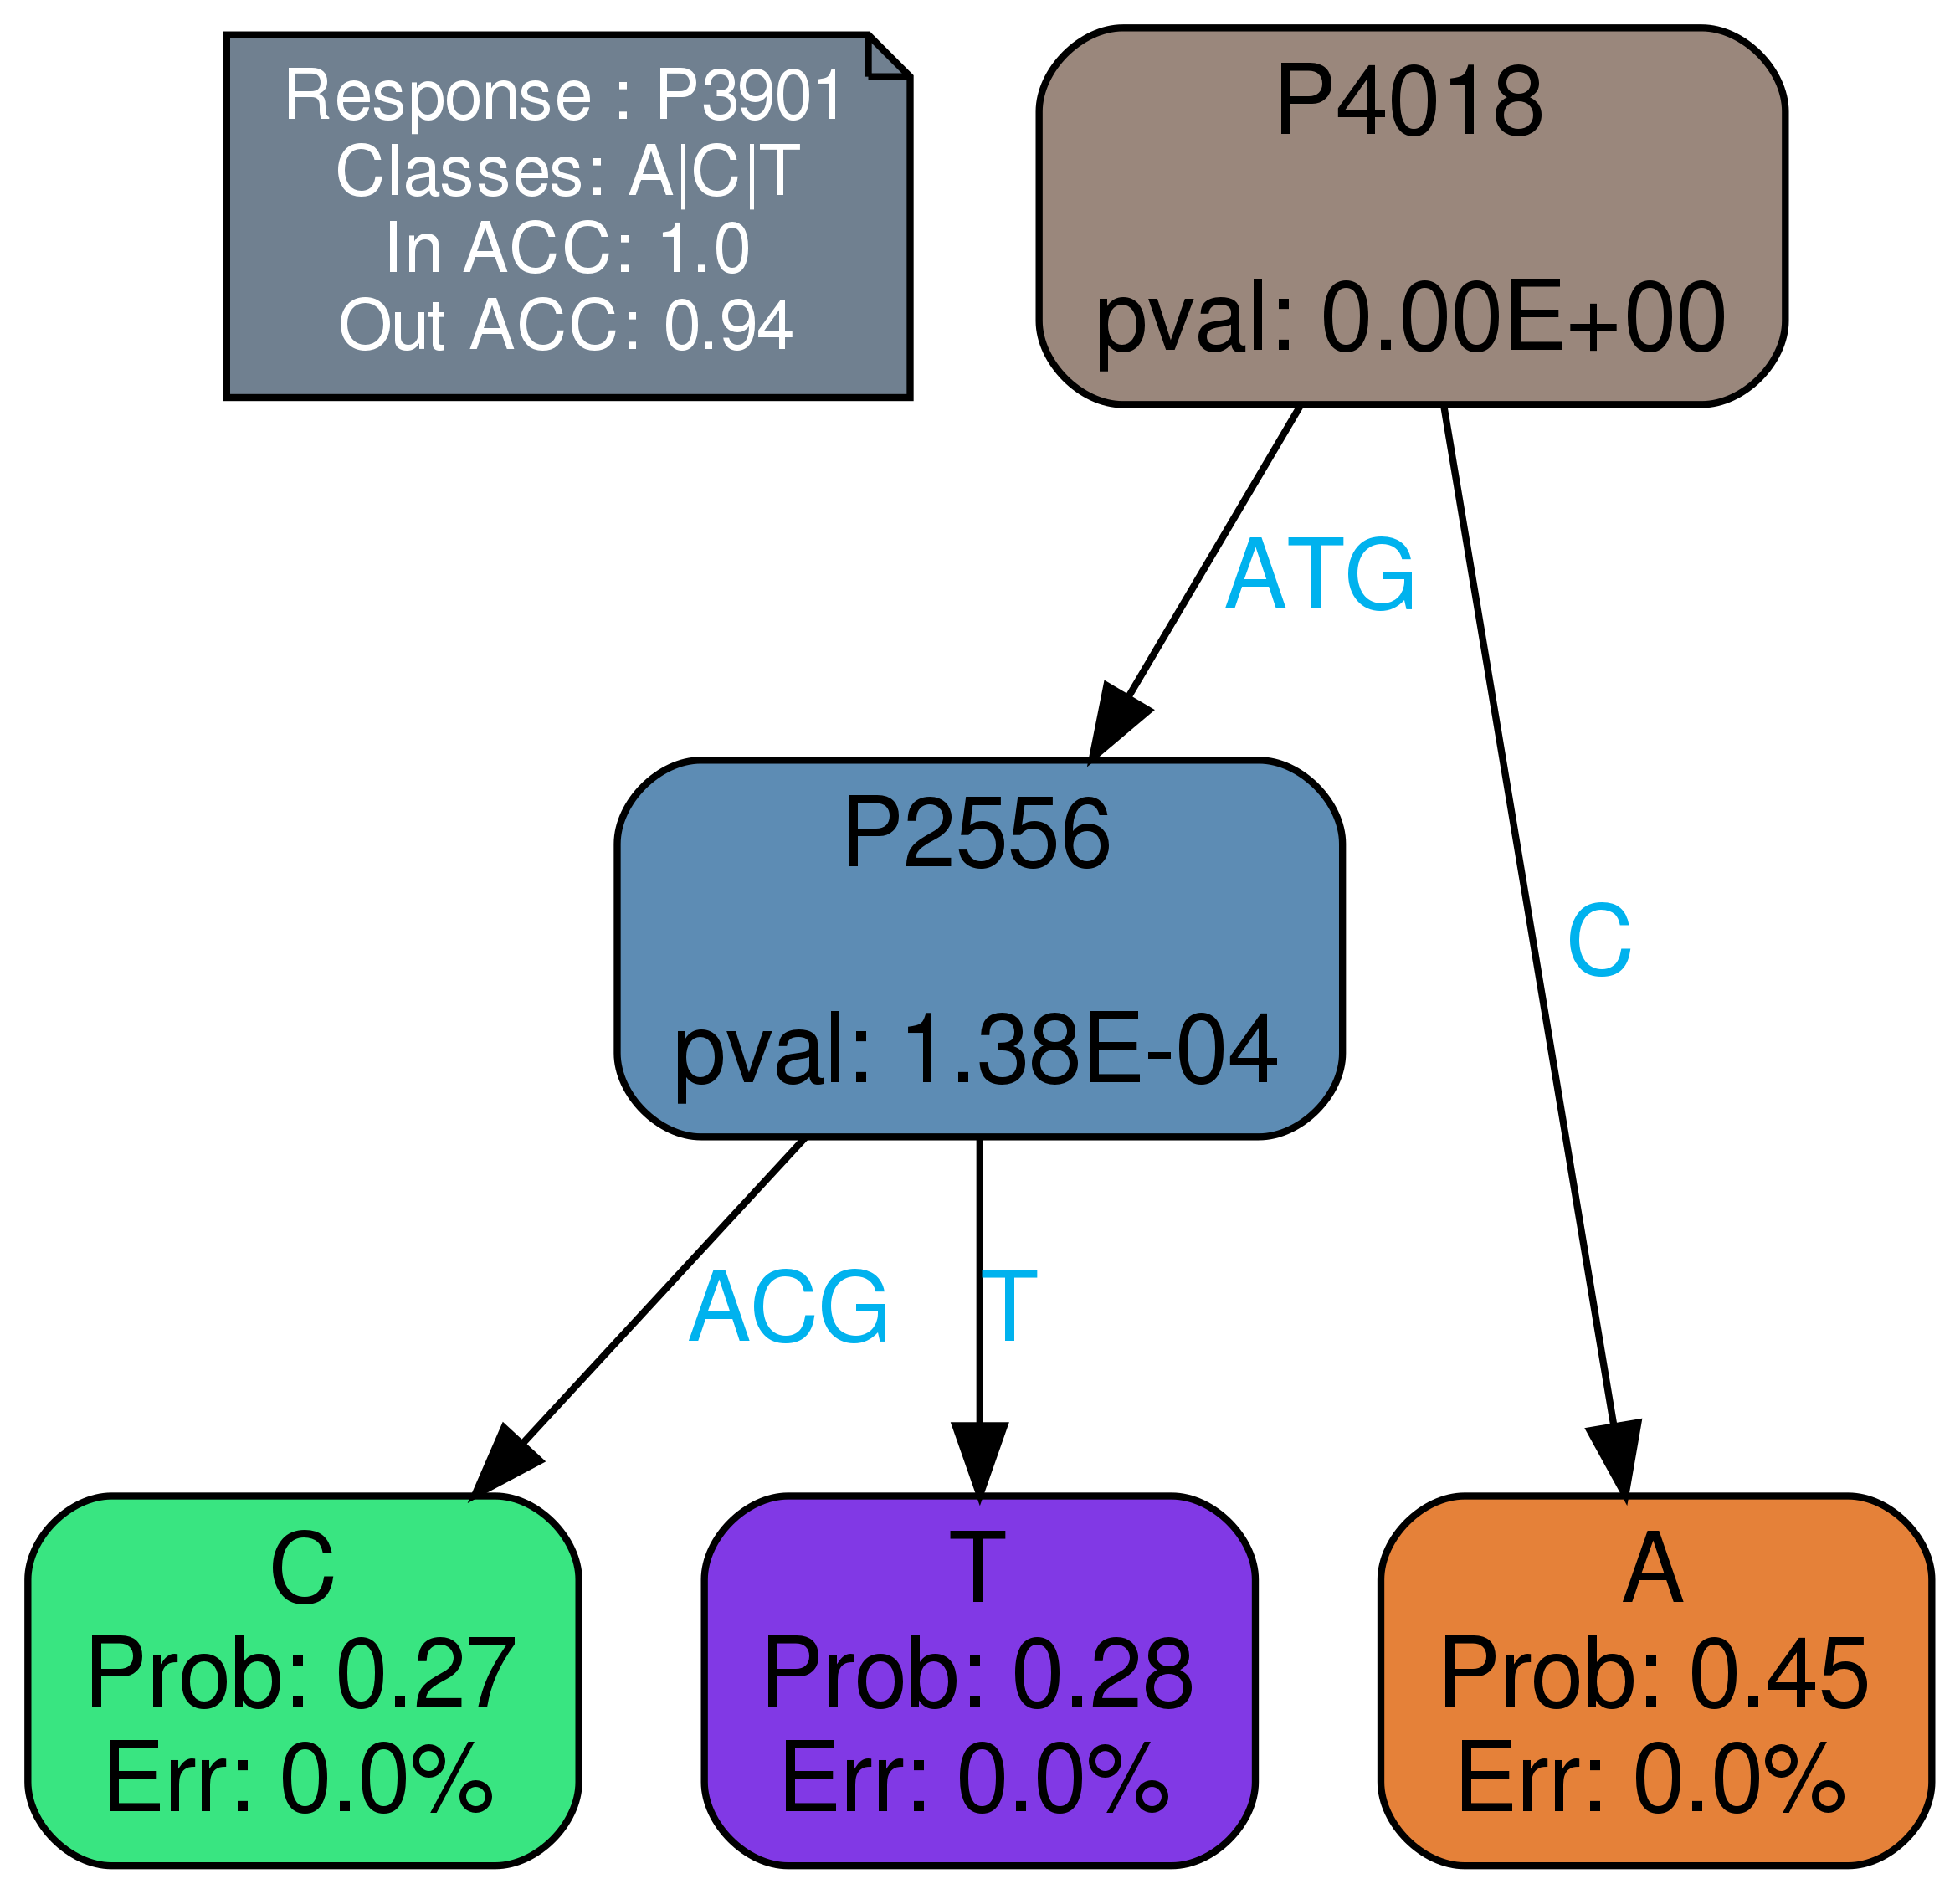 Response : P3901
Classes: A|C|T
In ACC: 1.0
Out ACC: 0.94
P4018
pval: 0.00E+00
ATG
C
P2556
pval: 1.38E-04
ACG
T
C
Prob: 0.27
Err: 0.0%
T
Prob: 0.28
Err: 0.0%
A
Prob: 0.45
Err: 0.0%